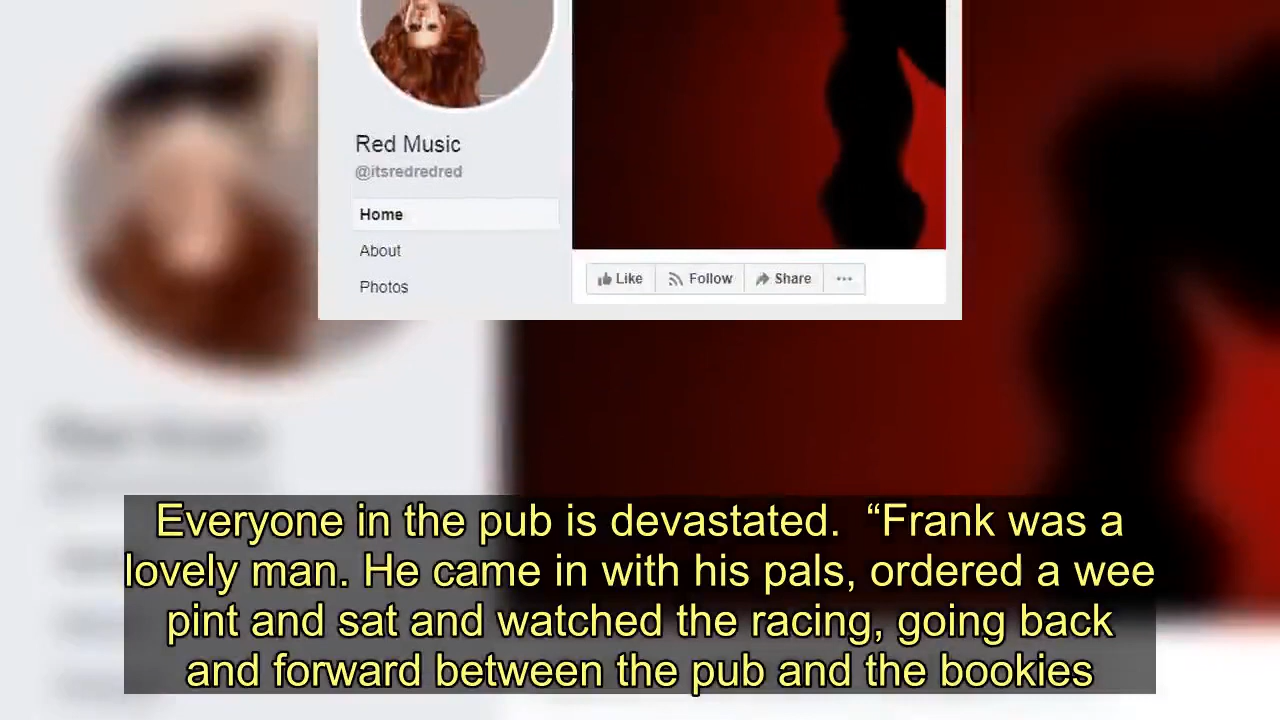 Red Music
@itsredredred
Home
About
Photos
Like Follow Share
Everyone in the pub is devastated. “Frank was a
lovely man. He came in with his pals, ordered a wee
pint and sat and watched the racing, going back
and forward between the pub and the bookies